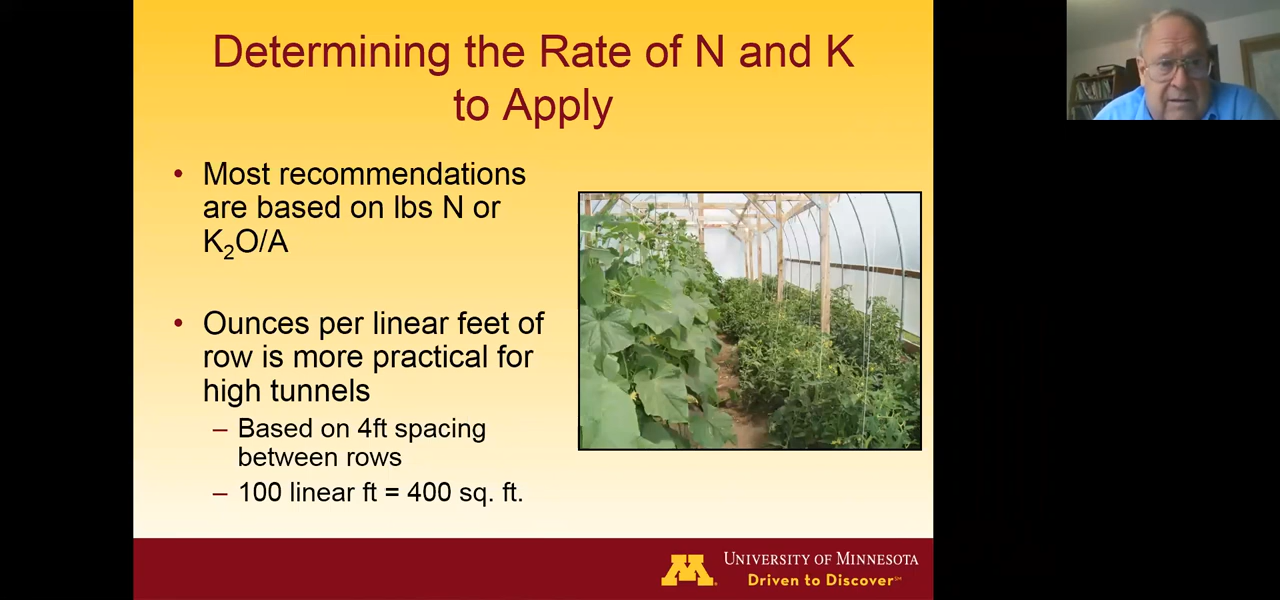 Determining the Rate of N and K
to Apply
• Most recommendations
are based on lbs N or
K₂O/A
• Ounces per linear feet of
row is more practical for
high tunnels
– Based on 4ft spacing
between rows
– 100 linear ft = 400 sq. ft.
UNIVERSITY OF MINNESOTA
Driven to Discover℠